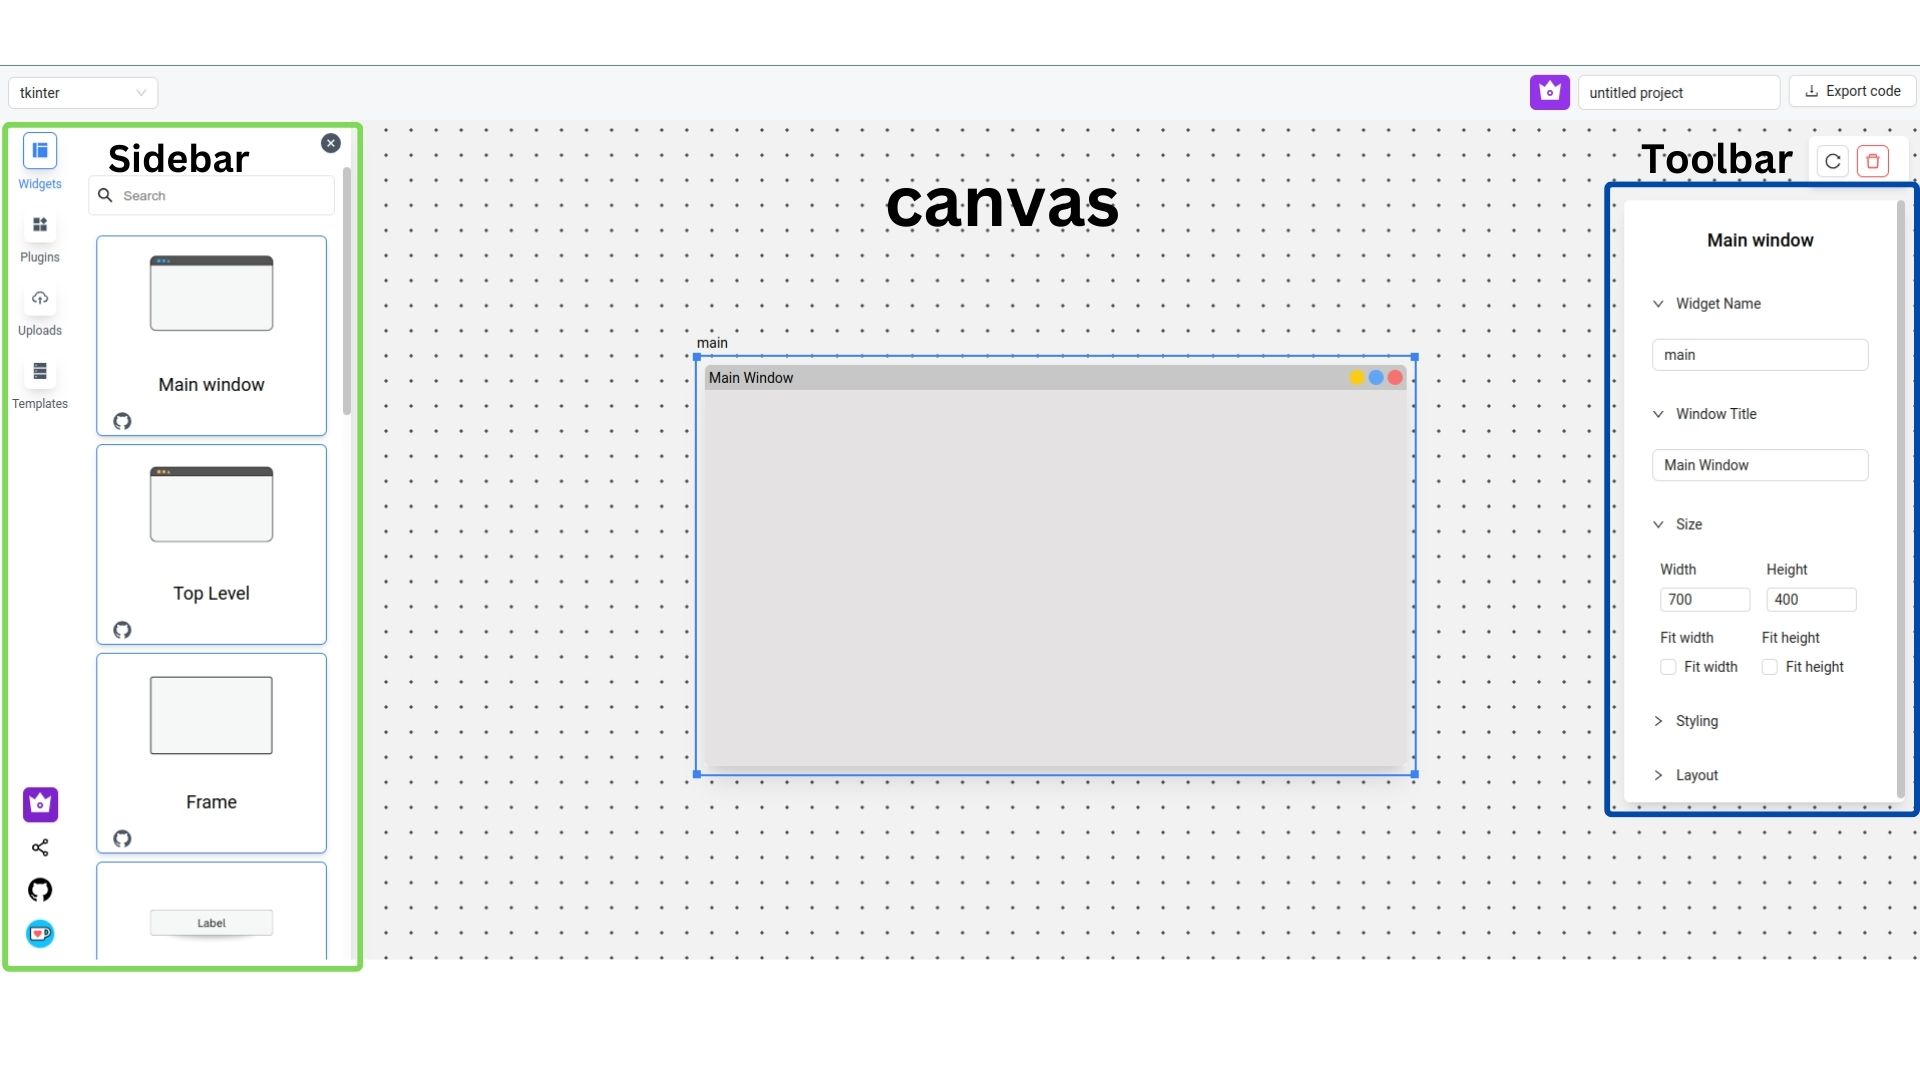 tkinter
untitled project
Export code
Widgets
Plugins
Uploads
Templates
Sidebar
Search
Main window
Top Level
Frame
Label
canvas
main
Main Window
Toolbar
Main window
Widget Name
main
Window Title
Main Window
Size
Width Height
700 400
Fit width Fit height
Fit width Fit height
Styling
Layout